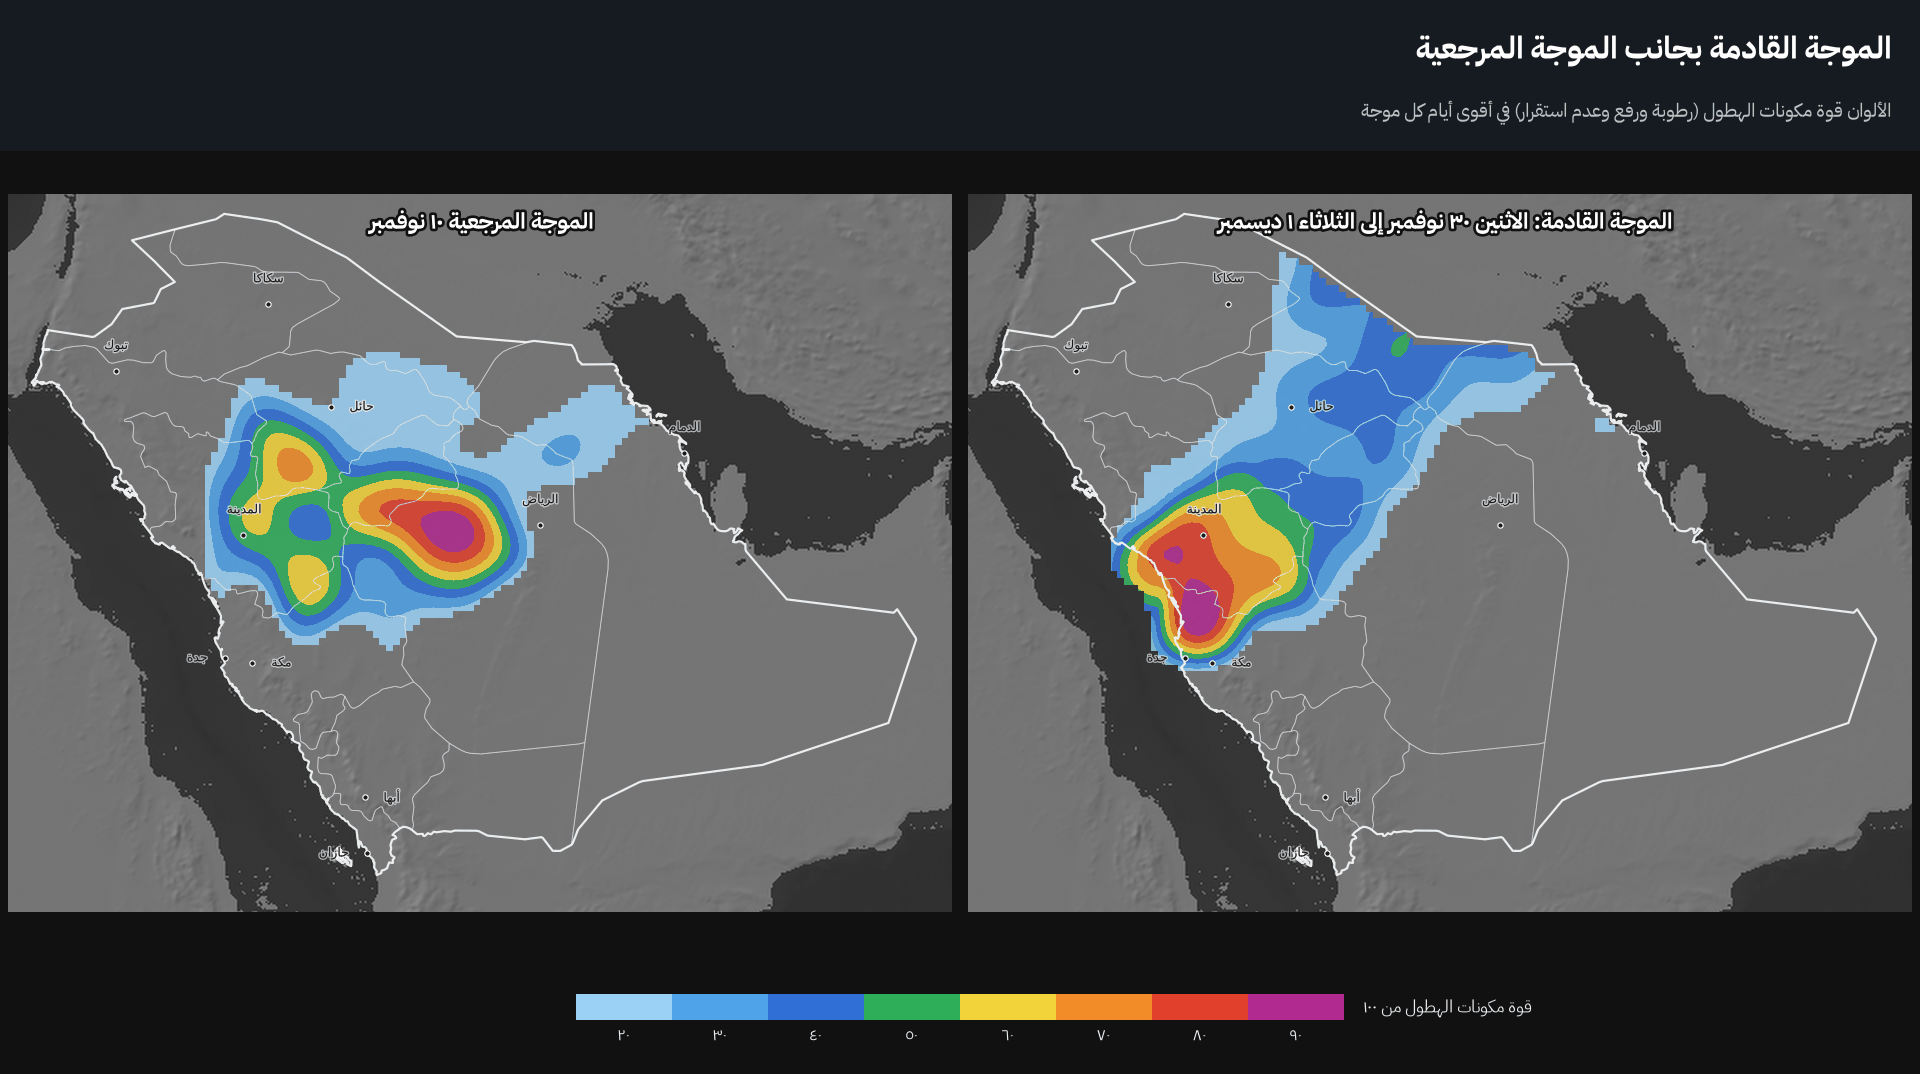 الموجة القادمة بجانب الموجة المرجعية
الألوان قوة مكونات الهطول (رطوبة ورفع وعدم استقرار) في أقوى أيام كل موجة
الموجة القادمة: الاثنين ٣٠ نوفمبر إلى الثلاثاء ١ ديسمبر
سكاكا
تبوك
حائل
الدمام
الرياض
المدينة
جدة
مكة
أبها
جازان
الموجة المرجعية ١٠ نوفمبر
سكاكا
تبوك
حائل
الدمام
الرياض
المدينة
جدة
مكة
أبها
جازان
قوة مكونات الهطول من ١٠٠
٢٠ ٣٠ ٤٠ ٥٠ ٦٠ ٧٠ ٨٠ ٩٠